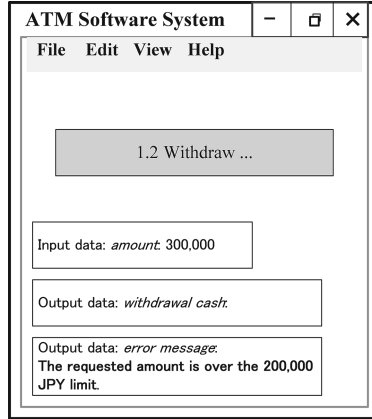 ATM Software System
File Edit View Help
1.2 Withdraw ...
Input data: amount: 300,000
Output data: withdrawal cash:
Output data: error message:
The requested amount is over the 200,000
JPY limit.